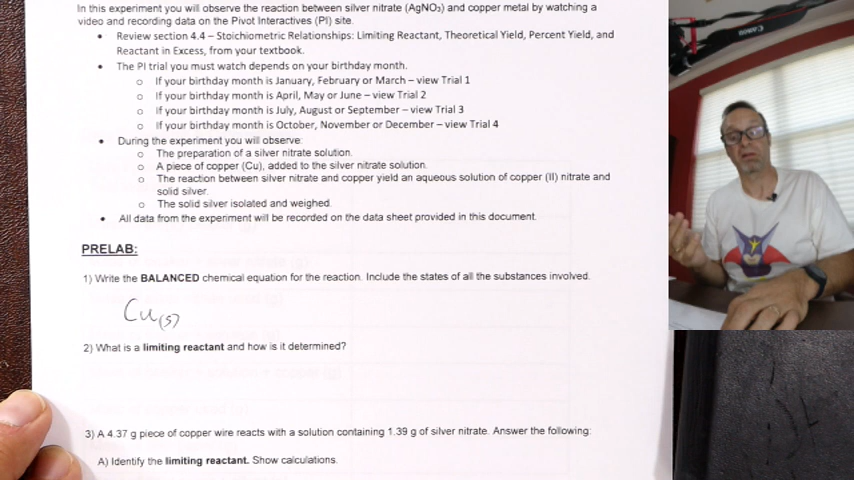 In this experiment you will observe the reaction between silver nitrate (AgNO₃) and copper metal by watching a
video and recording data on the Pivot Interactives (PI) site.
• Review section 4.4 – Stoichiometric Relationships: Limiting Reactant, Theoretical Yield, Percent Yield, and
Reactant in Excess, from your textbook.
• The PI trial you must watch depends on your birthday month.
o If your birthday month is January, February or March – view Trial 1
o If your birthday month is April, May or June – view Trial 2
o If your birthday month is July, August or September – view Trial 3
o If your birthday month is October, November or December – view Trial 4
• During the experiment you will observe:
o The preparation of a silver nitrate solution.
o A piece of copper (Cu), added to the silver nitrate solution.
o The reaction between silver nitrate and copper yield an aqueous solution of copper (II) nitrate and
solid silver.
o The solid silver isolated and weighed.
• All data from the experiment will be recorded on the data sheet provided in this document.
PRELAB:
1) Write the BALANCED chemical equation for the reaction. Include the states of all the substances involved.
Cu(s)
2) What is a limiting reactant and how is it determined?
3) A 4.37 g piece of copper wire reacts with a solution containing 1.39 g of silver nitrate. Answer the following:
A) Identify the limiting reactant. Show calculations.
Canon